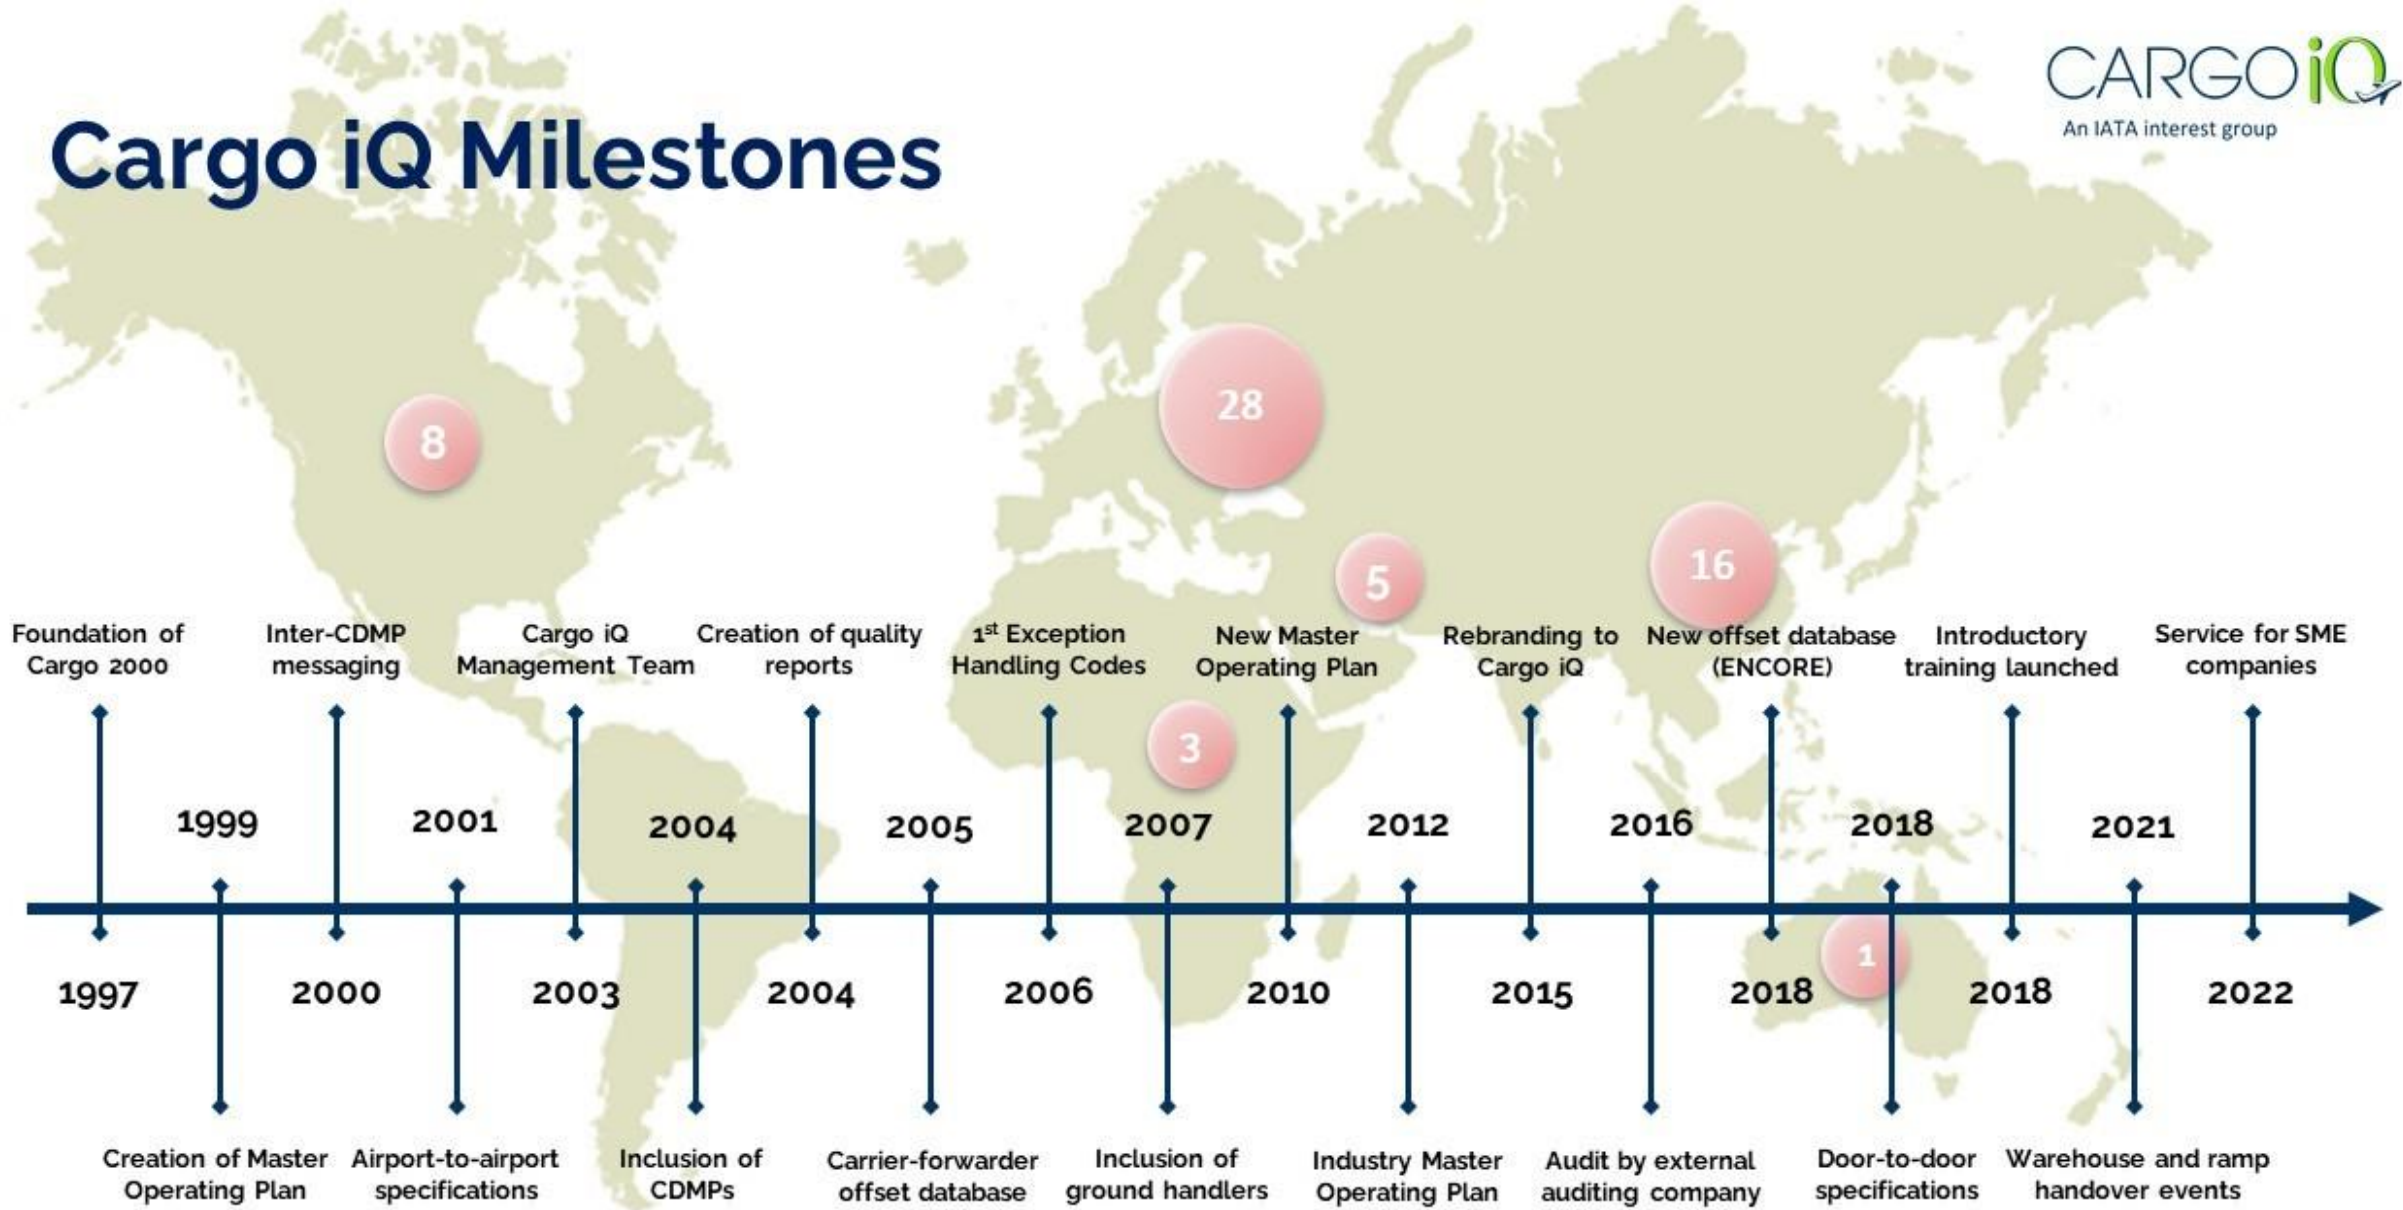 CARGO iQ
An IATA interest group
Cargo iQ Milestones
28
8
16
5
Foundation of
Cargo 2000
Inter-CDMP
messaging
Cargo iQ
Management Team
Creation of quality
reports
1st Exception
Handling Codes
New Master
Operating Plan
Rebranding to
Cargo iQ
New offset database
(ENCORE)
Introductory
training launched
Service for SME
companies
3
1999
2001
2004
2005
2007
2012
2016
2018
2021
1
1997
2000
2003
2004
2006
2010
2015
2018
2018
2022
Creation of Master
Operating Plan
Airport-to-airport
specifications
Inclusion of
CDMPs
Carrier-forwarder
offset database
Inclusion of
ground handlers
Industry Master
Operating Plan
Audit by external
auditing company
Door-to-door
specifications
Warehouse and ramp
handover events